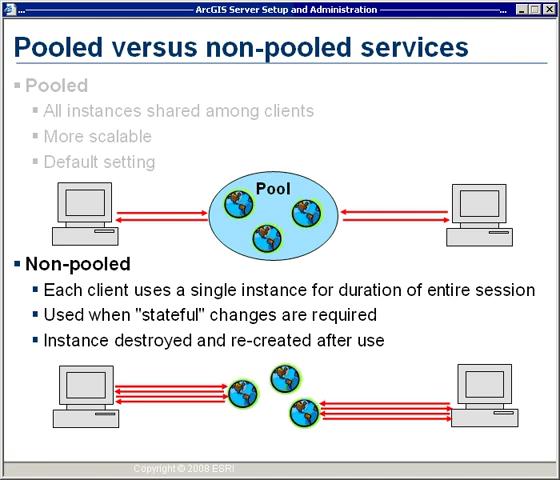 ArcGIS Server Setup and Administration
Pooled versus non-pooled services
Pooled
All instances shared among clients
More scalable
Default setting
Pool
Non-pooled
Each client uses a single instance for duration of entire session
Used when "stateful" changes are required
Instance destroyed and re-created after use
Copyright © 2008 ESRI